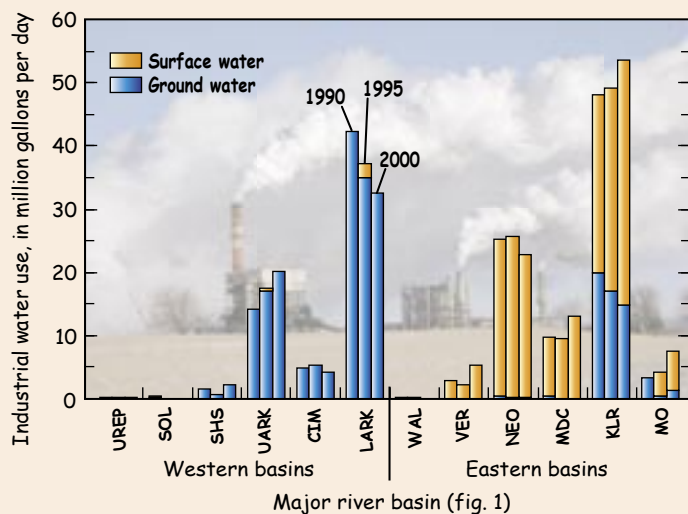 Industrial water use, in million gallons per day
60
50
40
30
20
10
0
Surface water
Ground water
1990
1995
2000
UREP
SOL
SHS
UARK
CIM
LARK
WAL
VER
NEO
MDC
KLR
MO
Western basins
Eastern basins
Major river basin (fig. 1)